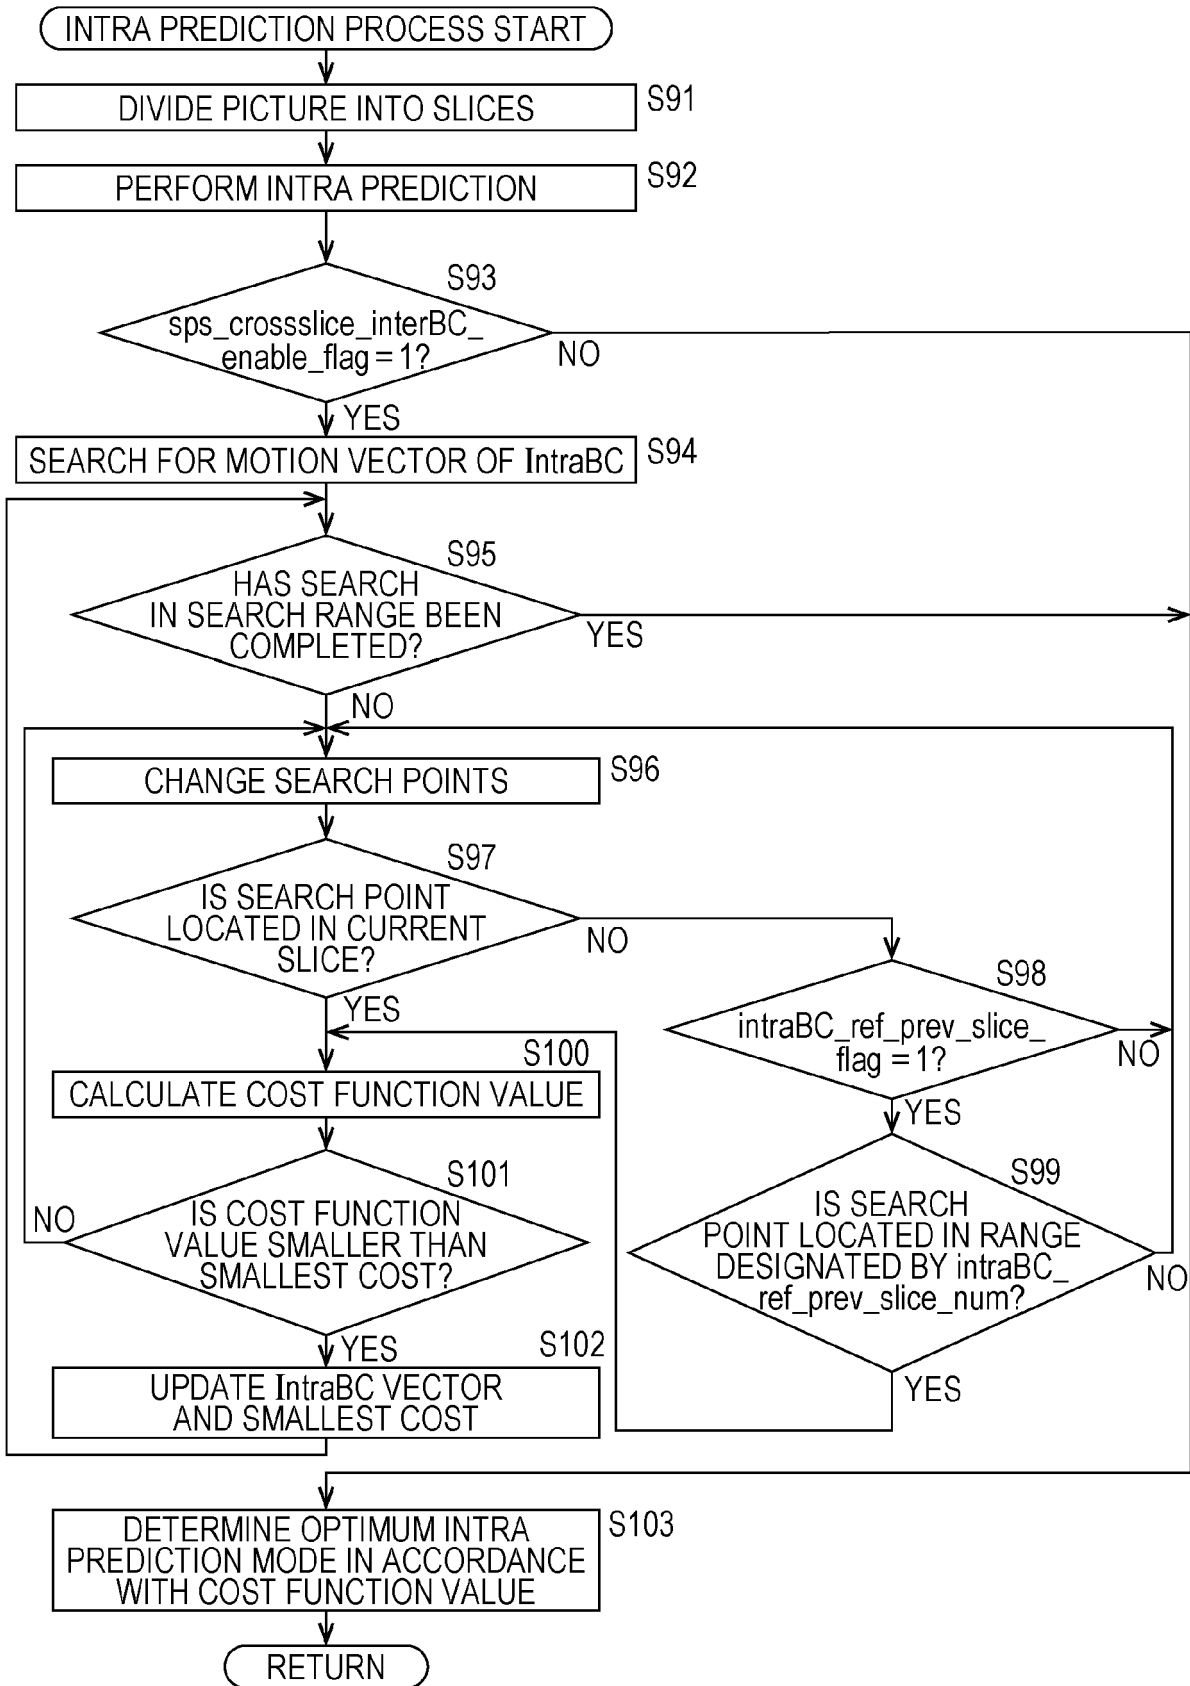 INTRA PREDICTION PROCESS START
DIVIDE PICTURE INTO SLICES
S91
PERFORM INTRA PREDICTION
S92
S93
sps_crossslice_interBC_
enable_flag = 1?
NO
YES
SEARCH FOR MOTION VECTOR OF IntraBC
S94
S95
HAS SEARCH
IN SEARCH RANGE BEEN
COMPLETED?
YES
NO
CHANGE SEARCH POINTS
S96
S97
IS SEARCH POINT
LOCATED IN CURRENT
SLICE?
NO
YES
S98
intraBC_ref_prev_slice_
flag = 1?
NO
YES
S100
CALCULATE COST FUNCTION VALUE
S101
IS COST FUNCTION
VALUE SMALLER THAN
SMALLEST COST?
NO
YES
S99
IS SEARCH
POINT LOCATED IN RANGE
DESIGNATED BY intraBC_
ref_prev_slice_num?
NO
YES
S102
UPDATE IntraBC VECTOR
AND SMALLEST COST
DETERMINE OPTIMUM INTRA
PREDICTION MODE IN ACCORDANCE
WITH COST FUNCTION VALUE
S103
RETURN